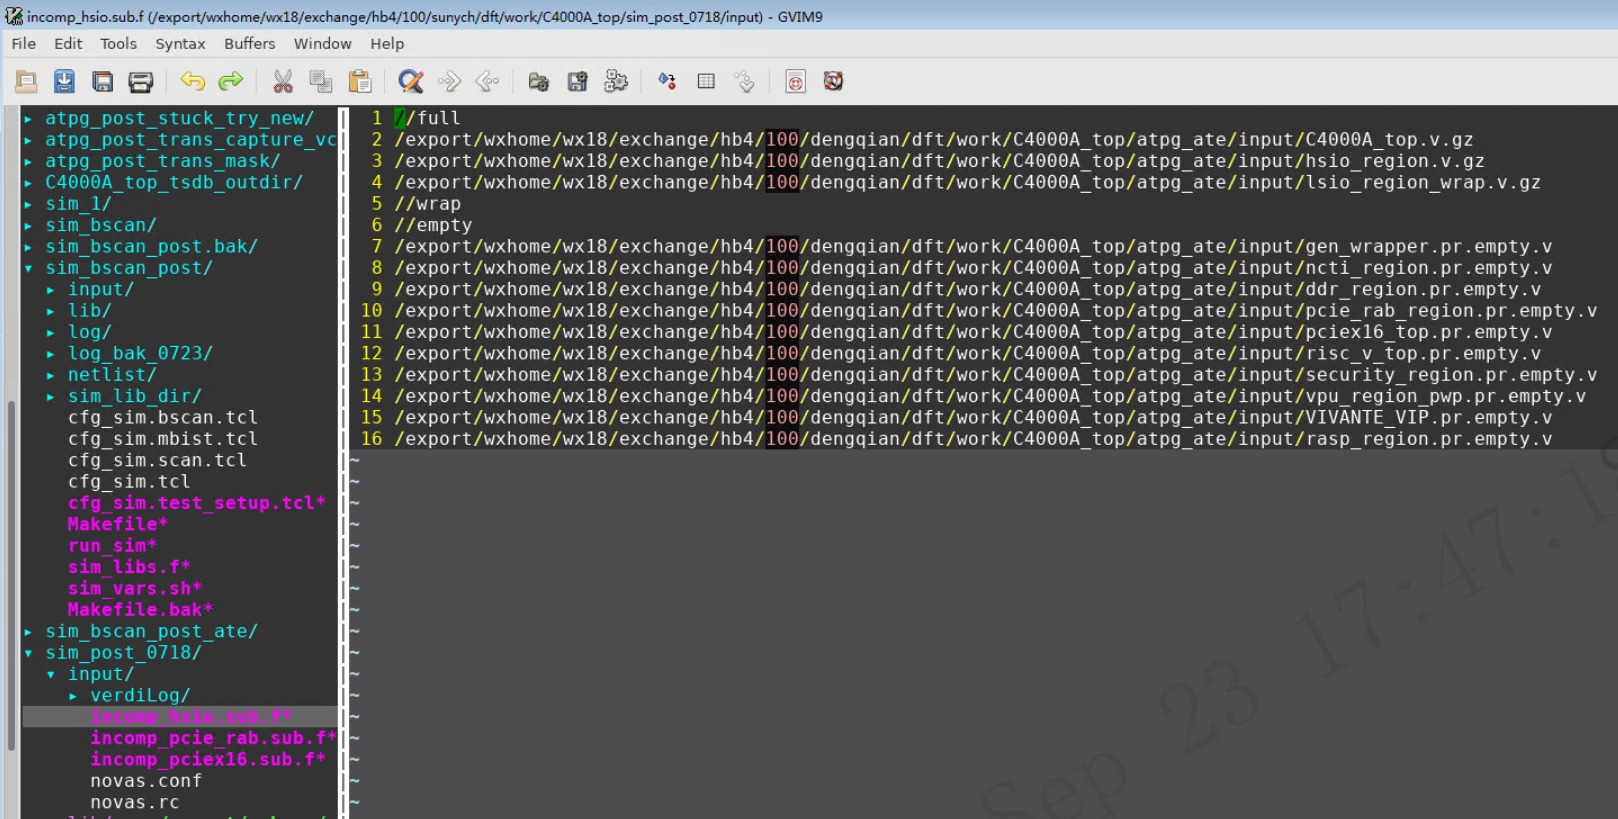 incomp_hsio.sub.f (/export/wxhome/wx18/exchange/hb4/100/sunych/dft/work/C4000A_top/sim_post_0718/input) - GVIM9
File Edit Tools Syntax Buffers Window Help
▸ atpg_post_stuck_try_new/
▸ atpg_post_trans_capture_vc
▸ atpg_post_trans_mask/
▸ C4000A_top_tsdb_outdir/
▸ sim_1/
▸ sim_bscan/
▸ sim_bscan_post.bak/
▾ sim_bscan_post/
▸ input/
▸ lib/
▸ log/
▸ log_bak_0723/
▸ netlist/
▸ sim_lib_dir/
cfg_sim.bscan.tcl
cfg_sim.mbist.tcl
cfg_sim.scan.tcl
cfg_sim.tcl
cfg_sim.test_setup.tcl*
Makefile*
run_sim*
sim_libs.f*
sim_vars.sh*
Makefile.bak*
▸ sim_bscan_post_ate/
▾ sim_post_0718/
▾ input/
▸ verdiLog/
incomp_hsio.sub.f*
incomp_pcie_rab.sub.f*
incomp_pciex16.sub.f*
novas.conf
novas.rc
1 //full
2 /export/wxhome/wx18/exchange/hb4/100/dengqian/dft/work/C4000A_top/atpg_ate/input/C4000A_top.v.gz
3 /export/wxhome/wx18/exchange/hb4/100/dengqian/dft/work/C4000A_top/atpg_ate/input/hsio_region.v.gz
4 /export/wxhome/wx18/exchange/hb4/100/dengqian/dft/work/C4000A_top/atpg_ate/input/lsio_region_wrap.v.gz
5 //wrap
6 //empty
7 /export/wxhome/wx18/exchange/hb4/100/dengqian/dft/work/C4000A_top/atpg_ate/input/gen_wrapper.pr.empty.v
8 /export/wxhome/wx18/exchange/hb4/100/dengqian/dft/work/C4000A_top/atpg_ate/input/ncti_region.pr.empty.v
9 /export/wxhome/wx18/exchange/hb4/100/dengqian/dft/work/C4000A_top/atpg_ate/input/ddr_region.pr.empty.v
10 /export/wxhome/wx18/exchange/hb4/100/dengqian/dft/work/C4000A_top/atpg_ate/input/pcie_rab_region.pr.empty.v
11 /export/wxhome/wx18/exchange/hb4/100/dengqian/dft/work/C4000A_top/atpg_ate/input/pciex16_top.pr.empty.v
12 /export/wxhome/wx18/exchange/hb4/100/dengqian/dft/work/C4000A_top/atpg_ate/input/risc_v_top.pr.empty.v
13 /export/wxhome/wx18/exchange/hb4/100/dengqian/dft/work/C4000A_top/atpg_ate/input/security_region.pr.empty.v
14 /export/wxhome/wx18/exchange/hb4/100/dengqian/dft/work/C4000A_top/atpg_ate/input/vpu_region_pwp.pr.empty.v
15 /export/wxhome/wx18/exchange/hb4/100/dengqian/dft/work/C4000A_top/atpg_ate/input/VIVANTE_VIP.pr.empty.v
16 /export/wxhome/wx18/exchange/hb4/100/dengqian/dft/work/C4000A_top/atpg_ate/input/rasp_region.pr.empty.v
Sep 23 17:47:18